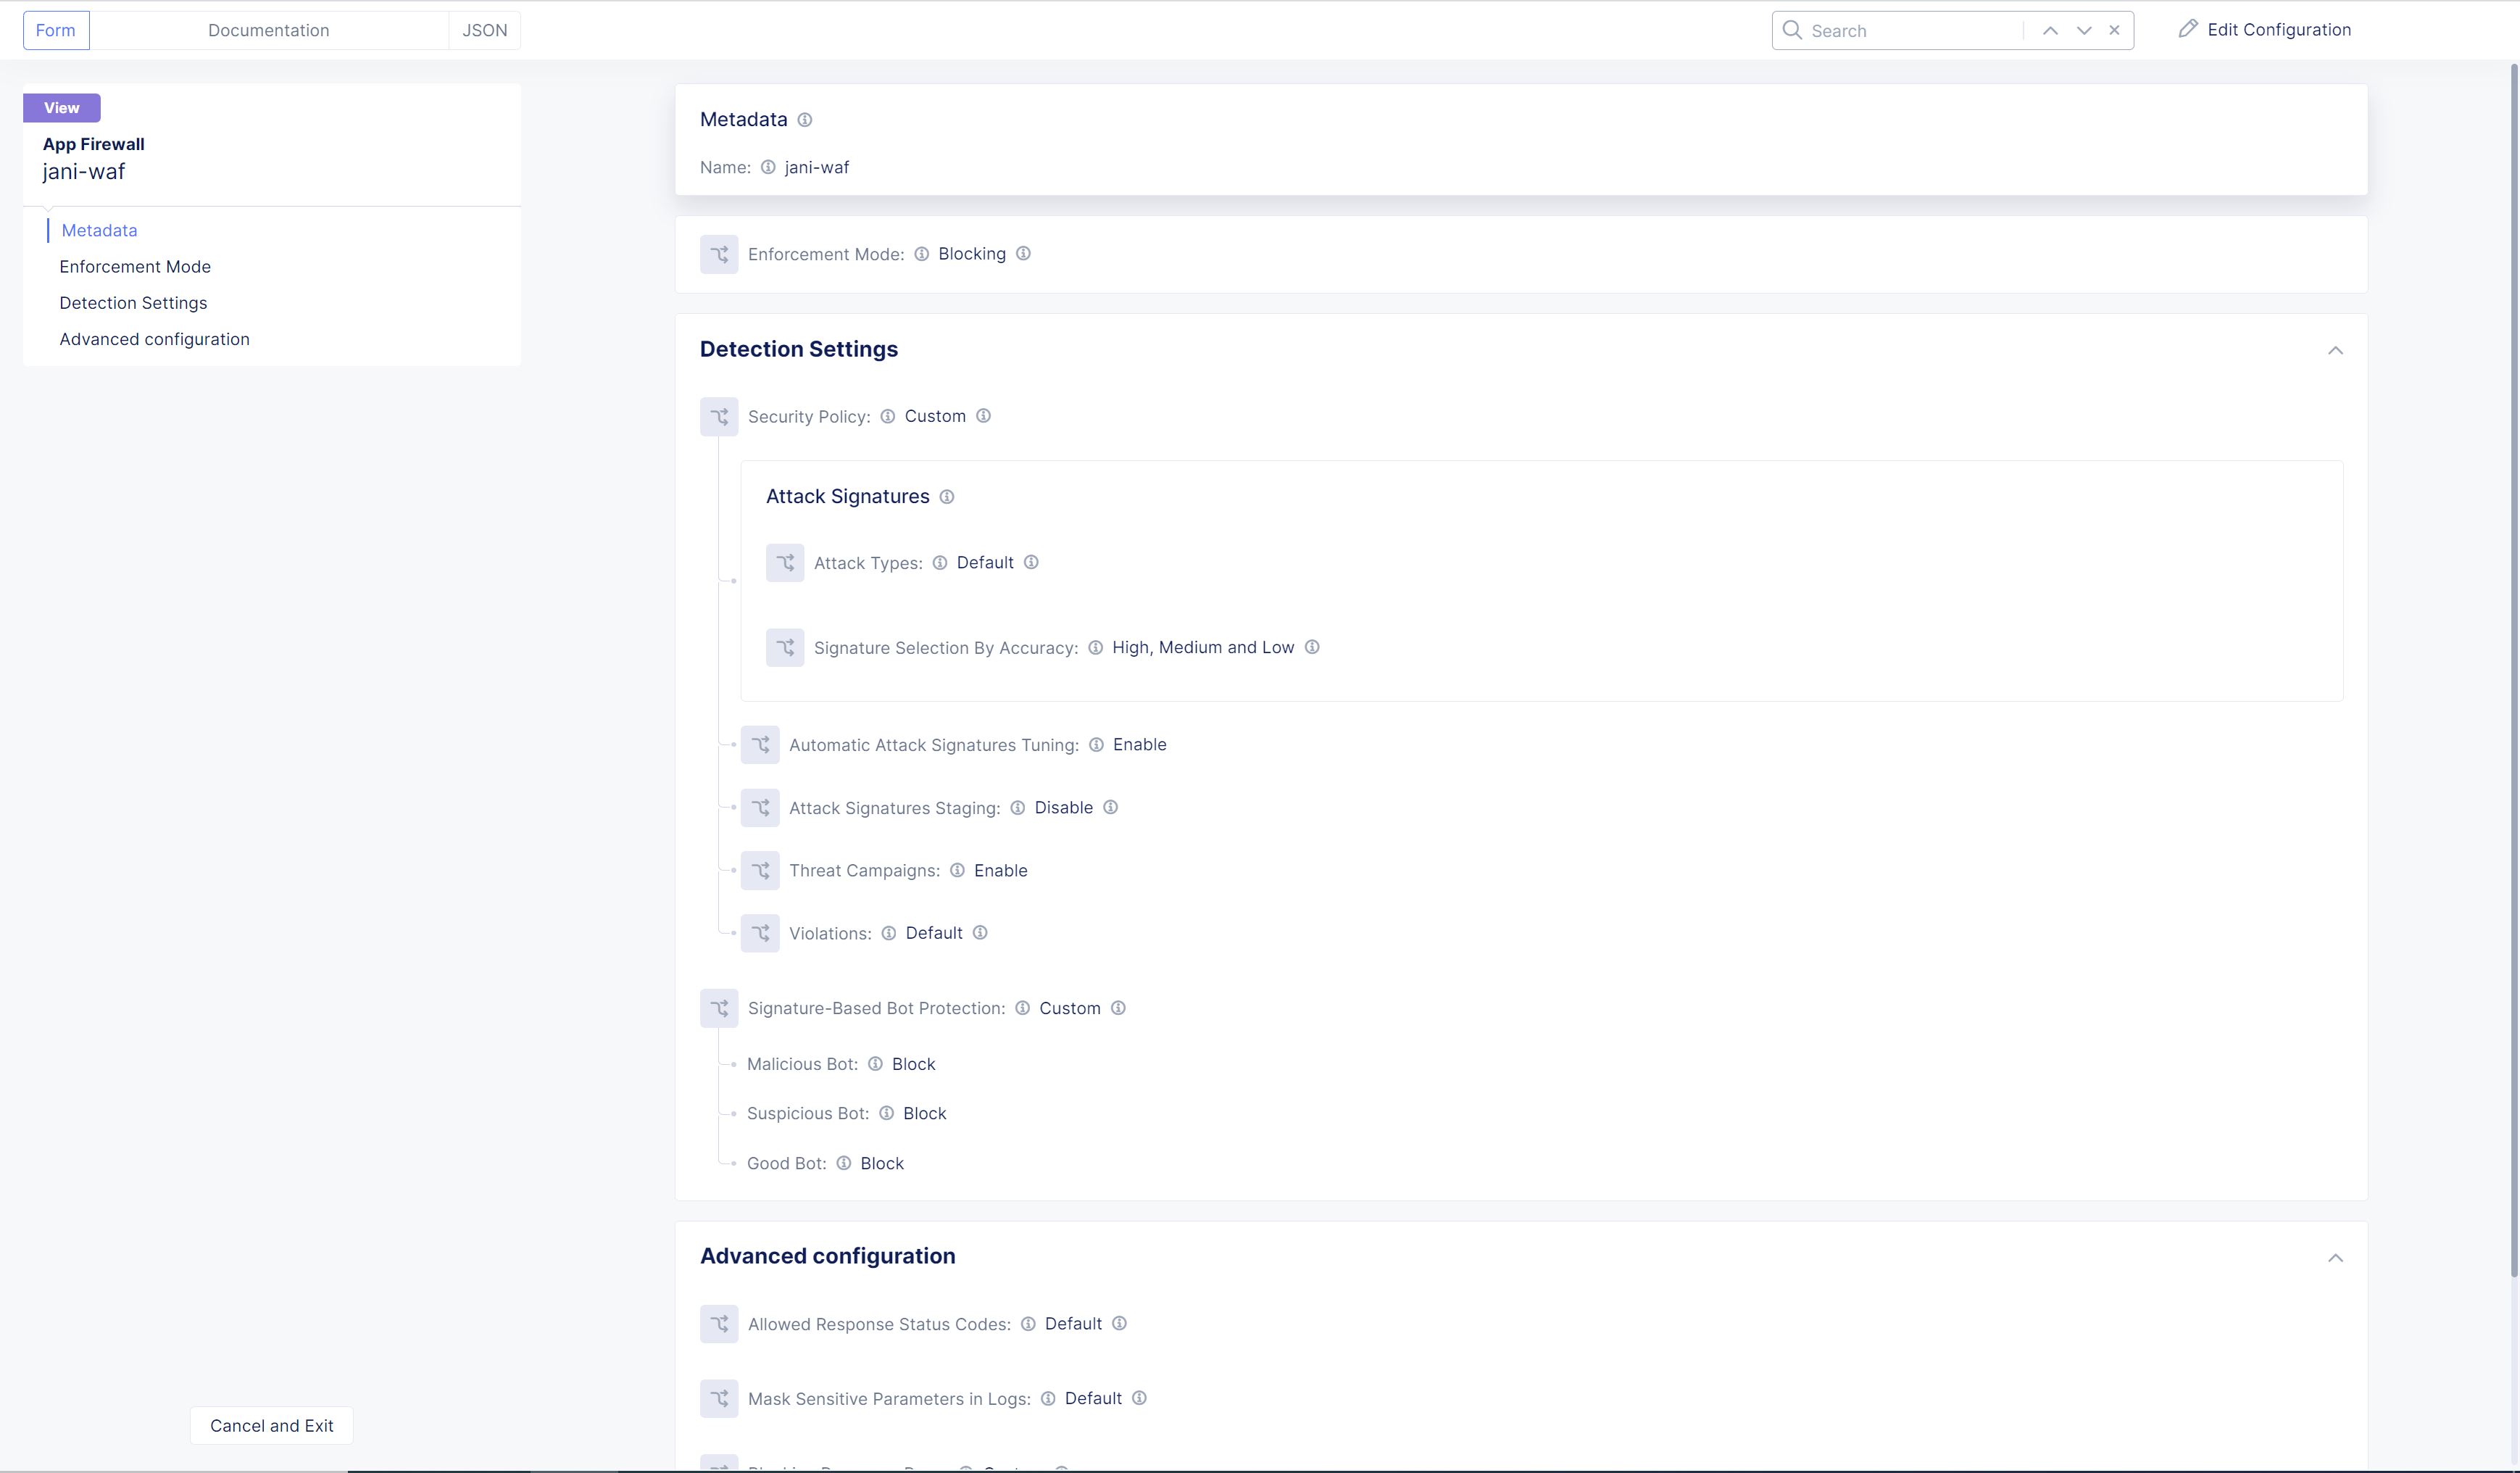 Form
Documentation
JSON
Search
Edit Configuration
View
App Firewall
jani-waf
Metadata
Enforcement Mode
Detection Settings
Advanced configuration
Cancel and Exit
Metadata
Name: jani-waf
Enforcement Mode: Blocking
Detection Settings
Security Policy: Custom
Attack Signatures
Attack Types: Default
Signature Selection By Accuracy: High, Medium and Low
Automatic Attack Signatures Tuning: Enable
Attack Signatures Staging: Disable
Threat Campaigns: Enable
Violations: Default
Signature-Based Bot Protection: Custom
Malicious Bot: Block
Suspicious Bot: Block
Good Bot: Block
Advanced configuration
Allowed Response Status Codes: Default
Mask Sensitive Parameters in Logs: Default